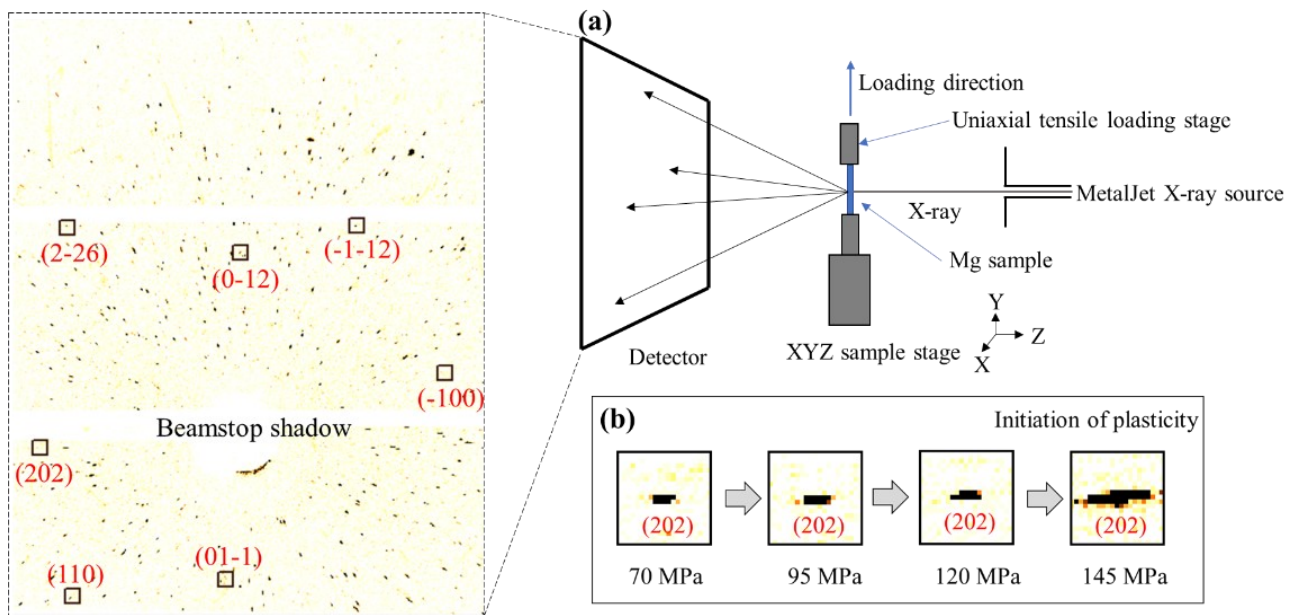 (a)
Loading direction
Uniaxial tensile loading stage
X-ray
MetalJet X-ray source
Mg sample
Detector
XYZ sample stage
Y
Z
X
(2-26)
(0-12)
(-1-12)
(-100)
Beamstop shadow
(202)
(110)
(01-1)
(b)
Initiation of plasticity
(202)
(202)
(202)
(202)
70 MPa
95 MPa
120 MPa
145 MPa